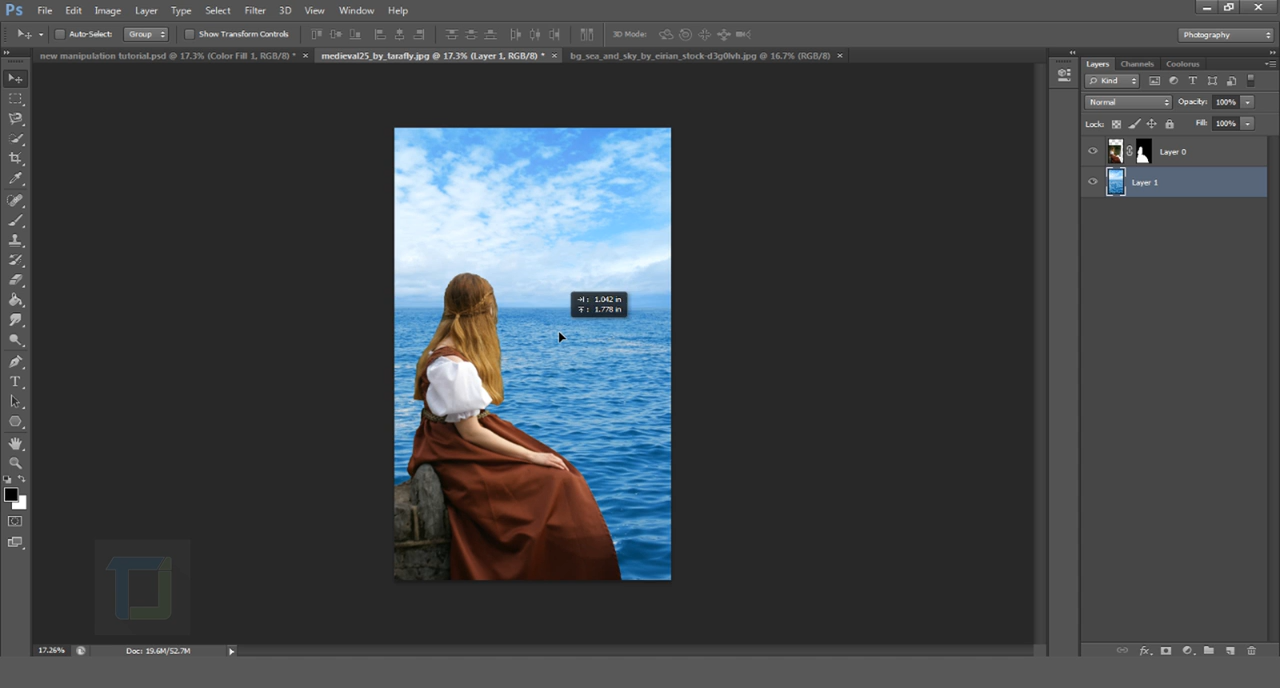 Ps File Edit Image Layer Type Select Filter 3D View Window Help
Auto-Select: Group Show Transform Controls 3D Mode: Photography
new manipulation tutorial.psd @ 17.3% (Color Fill 1, RGB/8) * × medieval25_by_tarafly.jpg @ 17.3% (Layer 1, RGB/8) * × bg_sea_and_sky_by_eirian_stock-d3g0lvh.jpg @ 16.7% (RGB/8) ×
Layers Channels Coolorus
Kind
Normal Opacity: 100%
Lock: Fill: 100%
Layer 0
Layer 1
1.042 in
1.778 in
17.26% Doc: 19.6M/52.7M